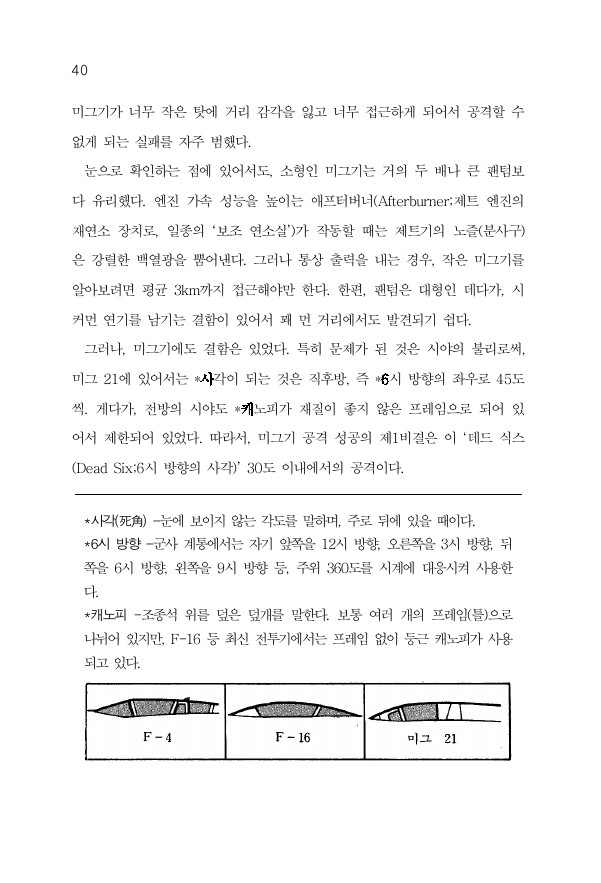 40
미그기가 너무 작은 탓에 거리 감각을 잃고 너무 접근하게 되어서 공격할 수
없게 되는 실패를 자주 범했다.
눈으로 확인하는 점에 있어서도, 소형인 미그기는 거의 두 배나 큰 팬텀보
다 유리했다. 엔진 가속 성능을 높이는 애프터버너(Afterburner;제트 엔진의
재연소 장치로, 일종의 ‘보조 연소실’)가 작동할 때는 제트기의 노즐(분사구)
은 강렬한 백열광을 뿜어낸다. 그러나 통상 출력을 내는 경우, 작은 미그기를
알아보려면 평균 3km까지 접근해야만 한다. 한편, 팬텀은 대형인 데다가, 시
커먼 연기를 남기는 결함이 있어서 꽤 먼 거리에서도 발견되기 쉽다.
그러나, 미그기에도 결함은 있었다. 특히 문제가 된 것은 시야의 불리로써,
미그 21에 있어서는 *사각이 되는 것은 직후방, 즉 *6시 방향의 좌우로 45도
씩. 게다가, 전방의 시야도 *캐노피가 재질이 좋지 않은 프레임으로 되어 있
어서 제한되어 있었다. 따라서, 미그기 공격 성공의 제1비결은 이 ‘데드 식스
(Dead Six;6시 방향의 사각)’ 30도 이내에서의 공격이다.
*사각(死角) -눈에 보이지 않는 각도를 말하며, 주로 뒤에 있을 때이다.
*6시 방향 -군사 계통에서는 자기 앞쪽을 12시 방향, 오른쪽을 3시 방향, 뒤
쪽을 6시 방향, 왼쪽을 9시 방향 등, 주위 360도를 시계에 대응시켜 사용한
다.
*캐노피 -조종석 위를 덮은 덮개를 말한다. 보통 여러 개의 프레임(틀)으로
나뉘어 있지만, F-16 등 최신 전투기에서는 프레임 없이 둥근 캐노피가 사용
되고 있다.
F-4
F-16
미그 21